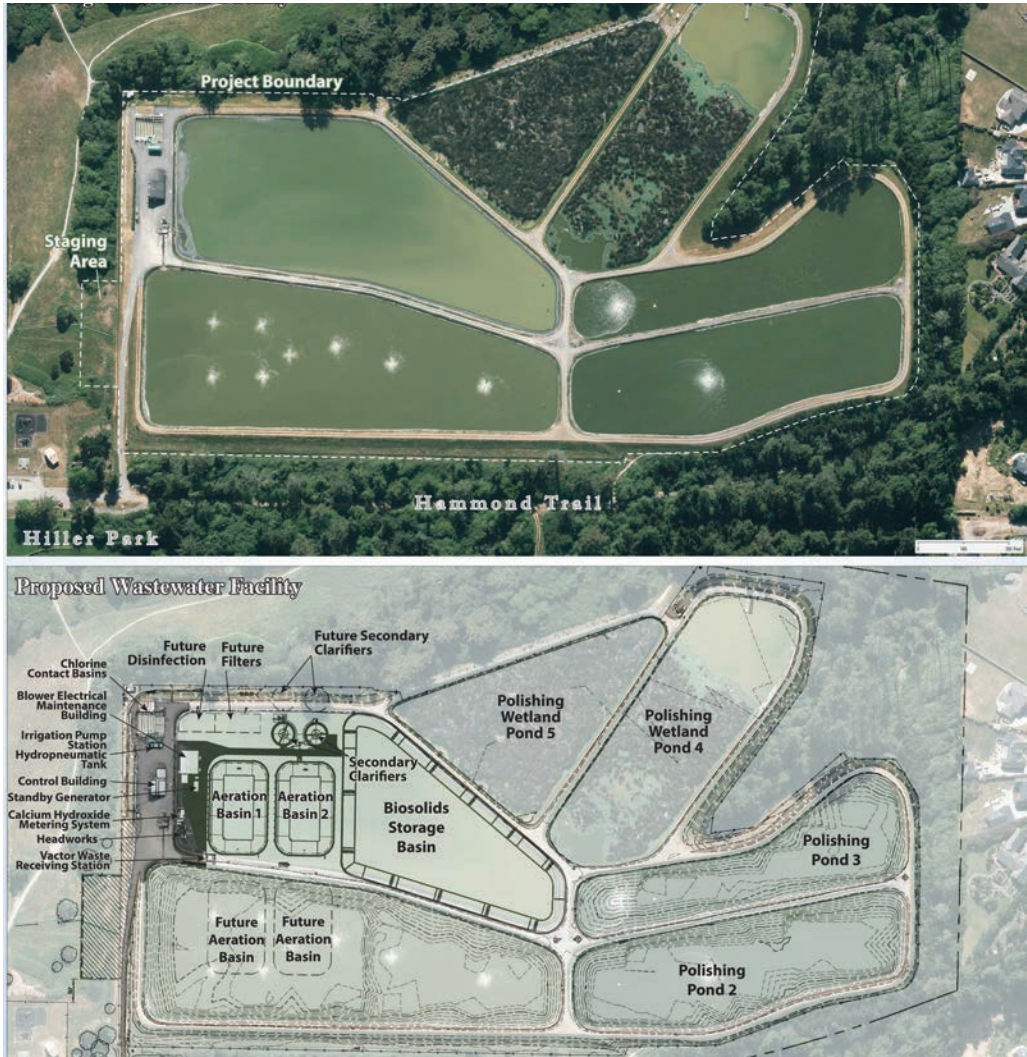 Project Boundary
Staging
Area
Hammond Trail
Hiller Park
Proposed Wastewater Facility
Chlorine
Contact Basins
Blower Electrical
Maintenance
Building
Irrigation Pump
Station
Hydropneumatic
Tank
Control Building
Standby Generator
Calcium Hydroxide
Metering System
Headworks
Vactor Waste
Receiving Station
Future
Disinfection
Future
Filters
Future Secondary
Clarifiers
Secondary
Clarifiers
Aeration
Basin 1
Aeration
Basin 2
Biosolids
Storage
Basin
Polishing
Wetland
Pond 5
Polishing
Wetland
Pond 4
Polishing
Pond 3
Future
Aeration
Basin
Future
Aeration
Basin
Polishing
Pond 2